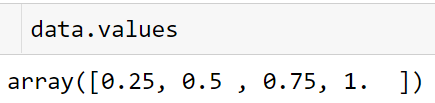 data.values
array([0.25, 0.5 , 0.75, 1.  ])